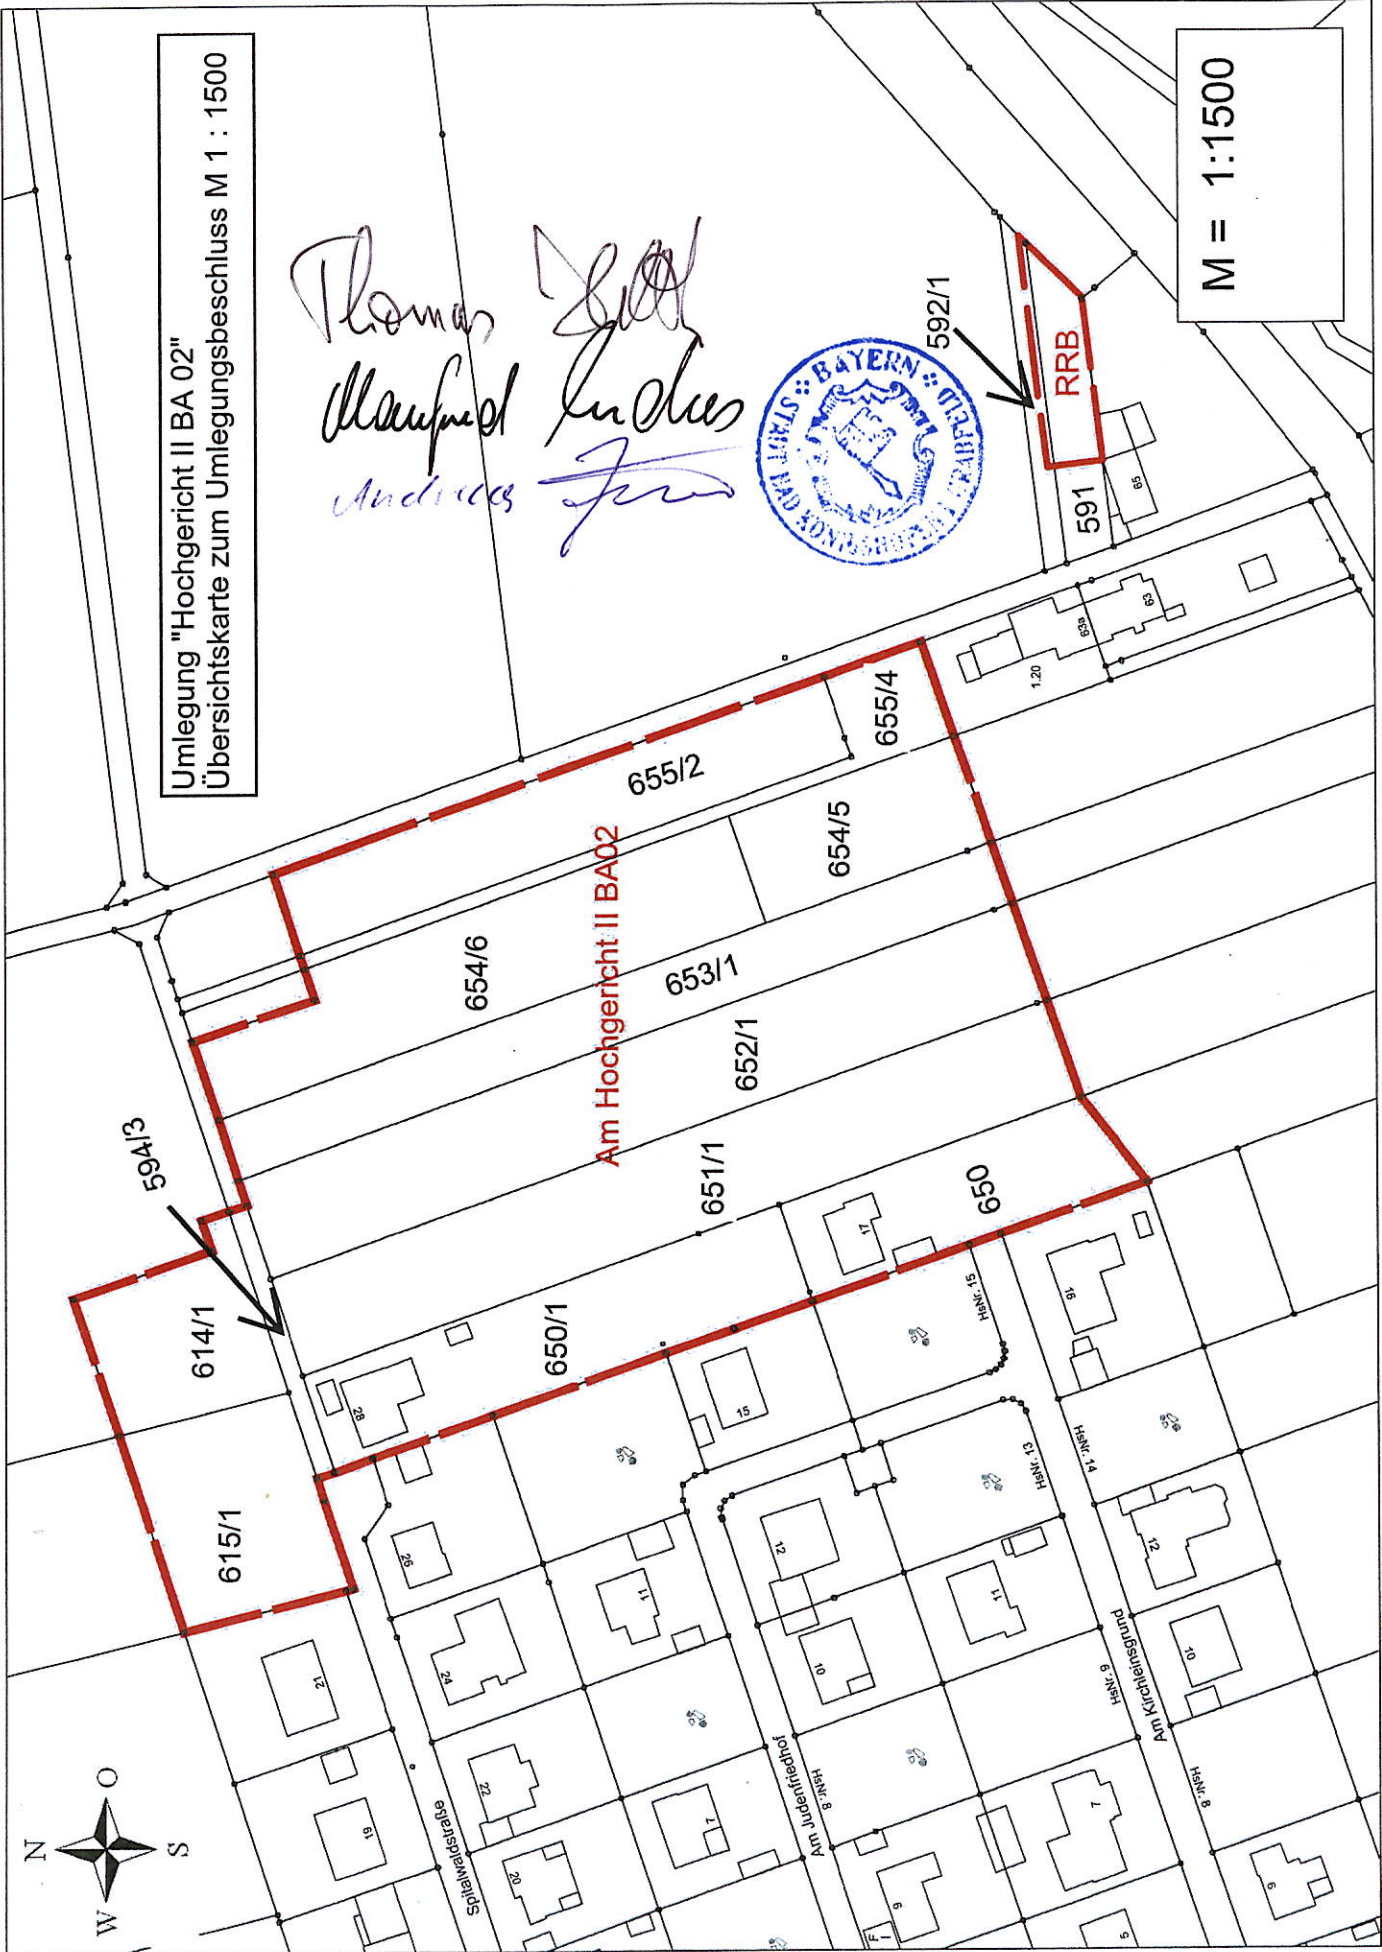 Umlegung "Hochgericht II BA 02"
Übersichtskarte zum Umlegungsbeschluss M 1 : 1500
N
W
O
S
Thomas
Manfred
Andreas
STADT BAD KÖNIGSHOFEN I. GRABFELD
BAYERN
594/3
614/1
615/1
654/6
655/2
655/4
654/5
653/1
652/1
651/1
650/1
650
Am Hochgericht II BA02
592/1
RRB
591
M = 1:1500
65
63a
63
1.20
28
17
HsNr. 15
16
15
26
24
22
20
21
19
11
7
12
10
HsNr. 13
11
HsNr. 14
12
10
HsNr. 9
HsNr. 8
HsNr. 8
9
7
5
6
F
Spitalwaldstraße
Am Judenfriedhof
Am Kirchleinsgrund